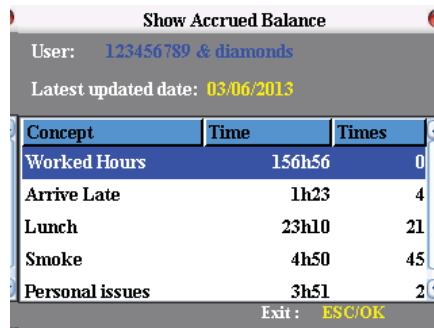 Show Accrued Balance
User: 123456789 & diamonds
Latest updated date: 03/06/2013
Concept Time Times
Worked Hours 156h56 0
Arrive Late 1h23 4
Lunch 23h10 21
Smoke 4h50 45
Personal issues 3h51 2
Exit : ESC/OK